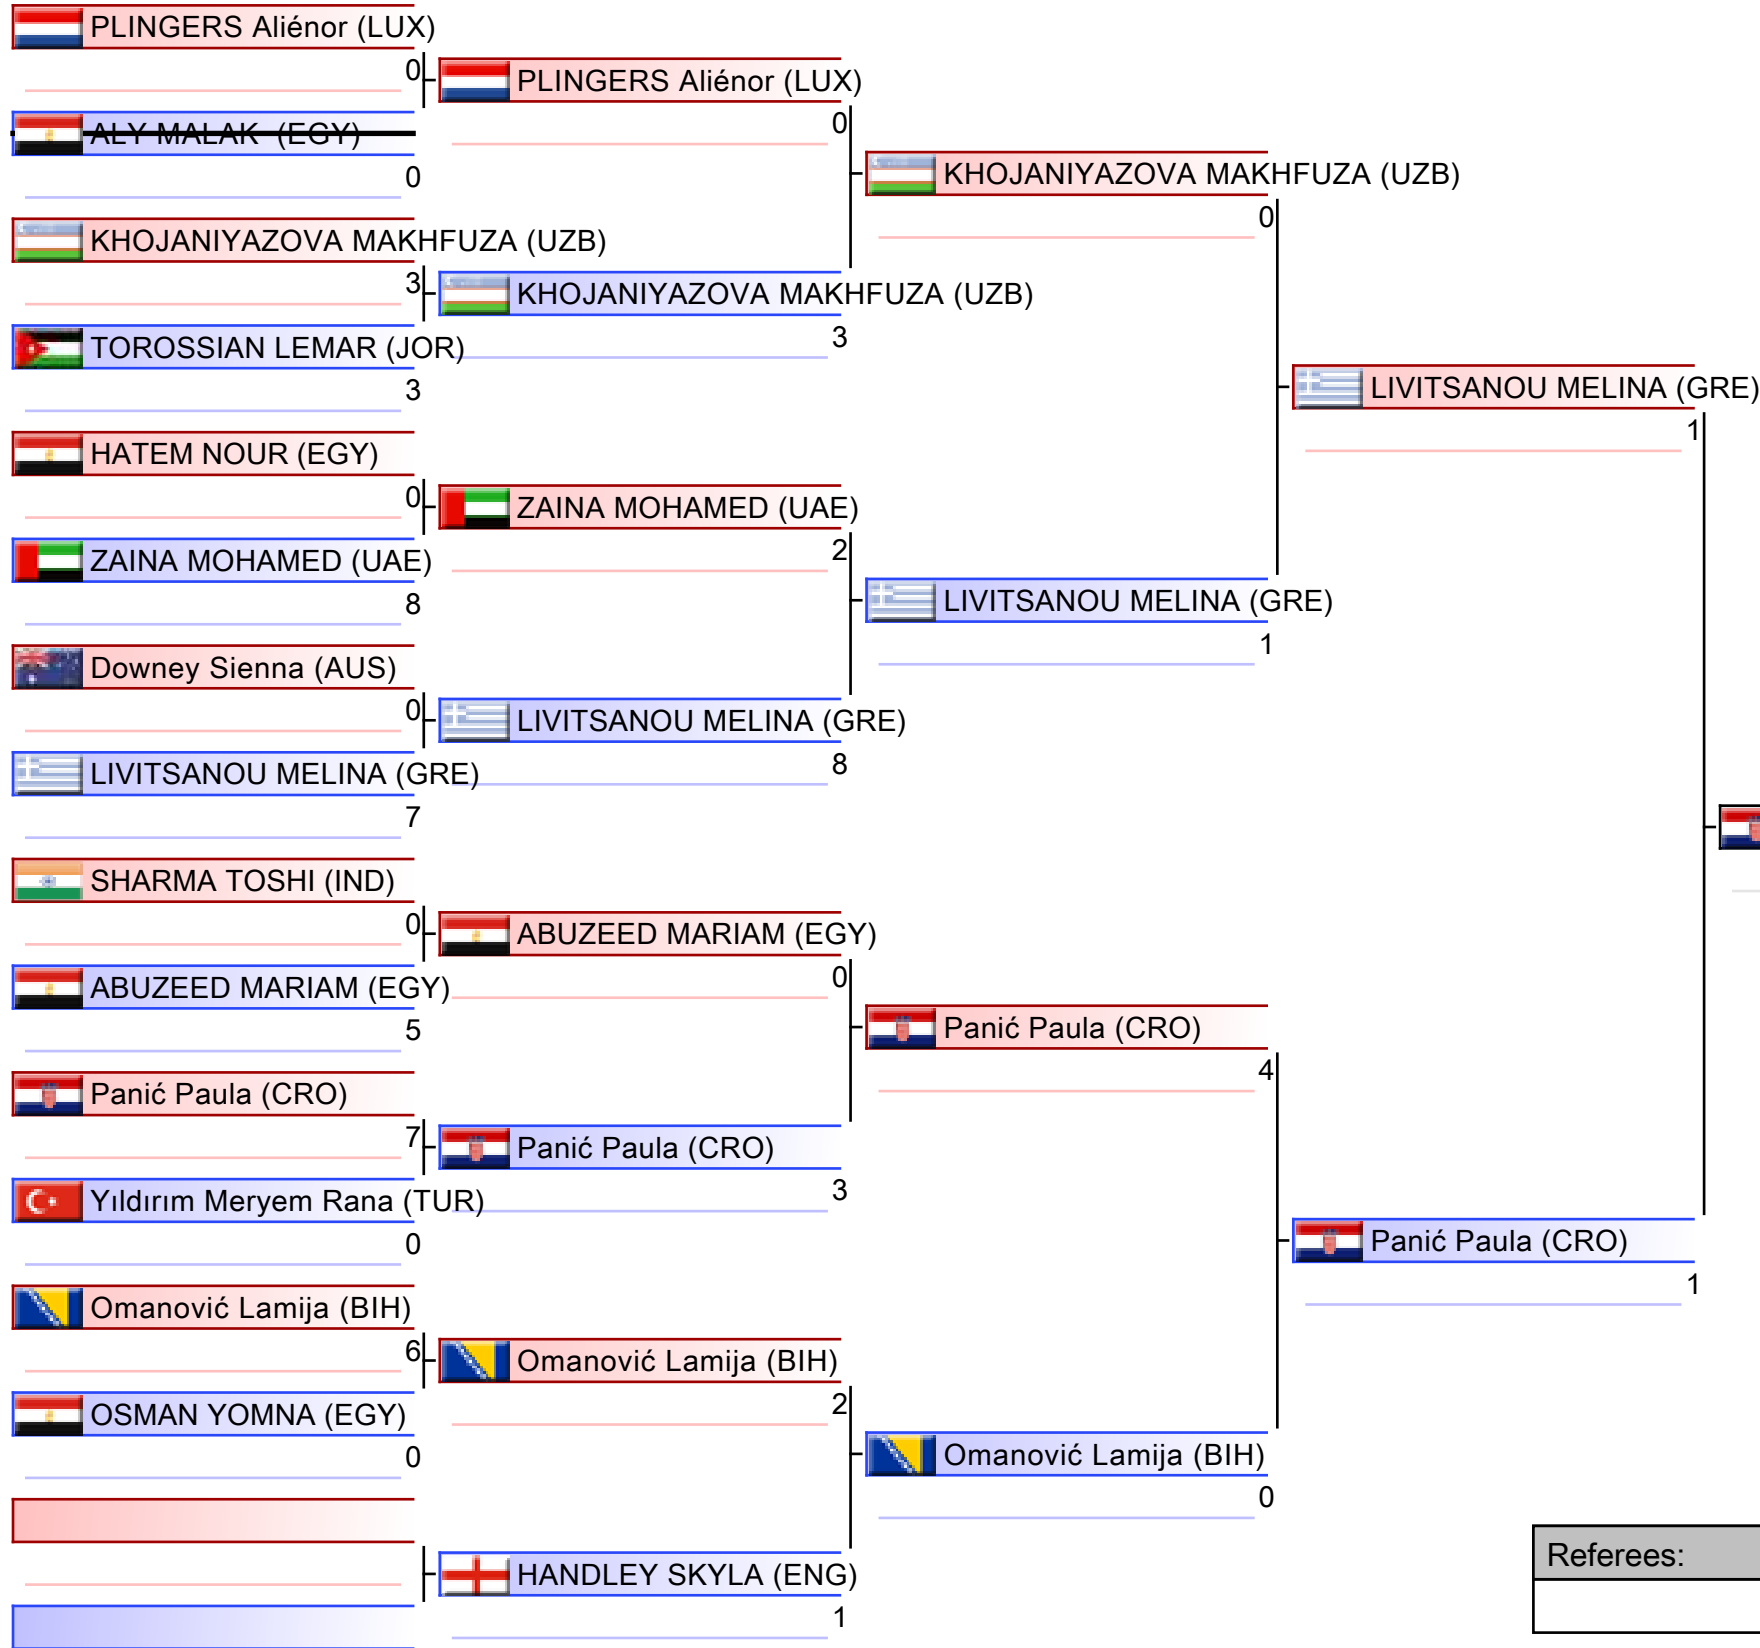 PLINGERS Aliénor (LUX)
0
ALY MALAK (EGY)
0
KHOJANIYAZOVA MAKHFUZA (UZB)
3
TOROSSIAN LEMAR (JOR)
3
HATEM NOUR (EGY)
0
ZAINA MOHAMED (UAE)
8
Downey Sienna (AUS)
0
LIVITSANOU MELINA (GRE)
7
SHARMA TOSHI (IND)
0
ABUZEED MARIAM (EGY)
5
Panić Paula (CRO)
7
Yıldırım Meryem Rana (TUR)
0
Omanović Lamija (BIH)
6
OSMAN YOMNA (EGY)
0
PLINGERS Aliénor (LUX)
0
KHOJANIYAZOVA MAKHFUZA (UZB)
3
ZAINA MOHAMED (UAE)
2
LIVITSANOU MELINA (GRE)
8
ABUZEED MARIAM (EGY)
0
Panić Paula (CRO)
3
Omanović Lamija (BIH)
2
HANDLEY SKYLA (ENG)
1
KHOJANIYAZOVA MAKHFUZA (UZB)
0
LIVITSANOU MELINA (GRE)
1
Panić Paula (CRO)
4
Omanović Lamija (BIH)
0
LIVITSANOU MELINA (GRE)
1
Panić Paula (CRO)
1
Referees: